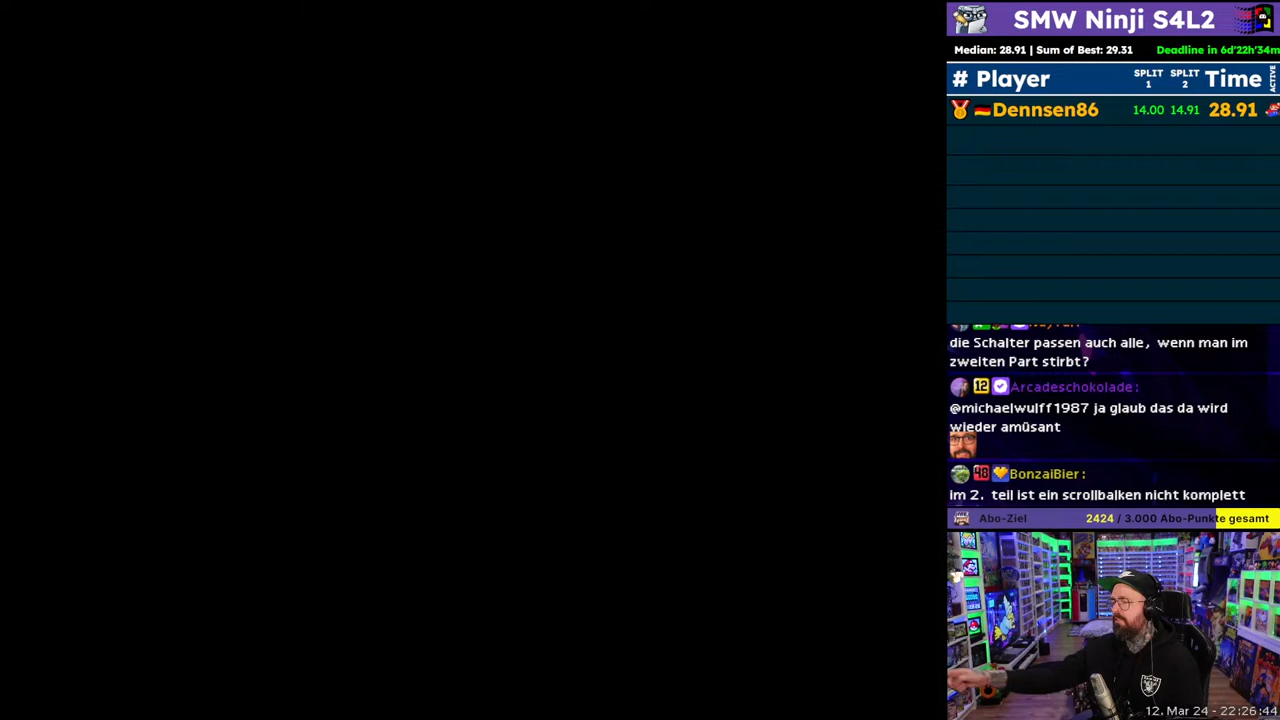 SMW Ninji S4L2
Median: 28.91 | Sum of Best: 29.31 Deadline in 6d'22h'34m
# Player SPLIT 1 SPLIT 2 Time ACTIVE
Dennsen86 14.00 14.91 28.91
die Schalter passen auch alle, wenn man im
zweiten Part stirbt?
12 Arcadeschokolade:
@michaelwulff1987 ja glaub das da wird
wieder amüsant
48 BonzaiBier:
im 2. teil ist ein scrollbalken nicht komplett
Abo-Ziel 2424 / 3.000 Abo-Punkte gesamt
12. Mar 24 - 22:26:44